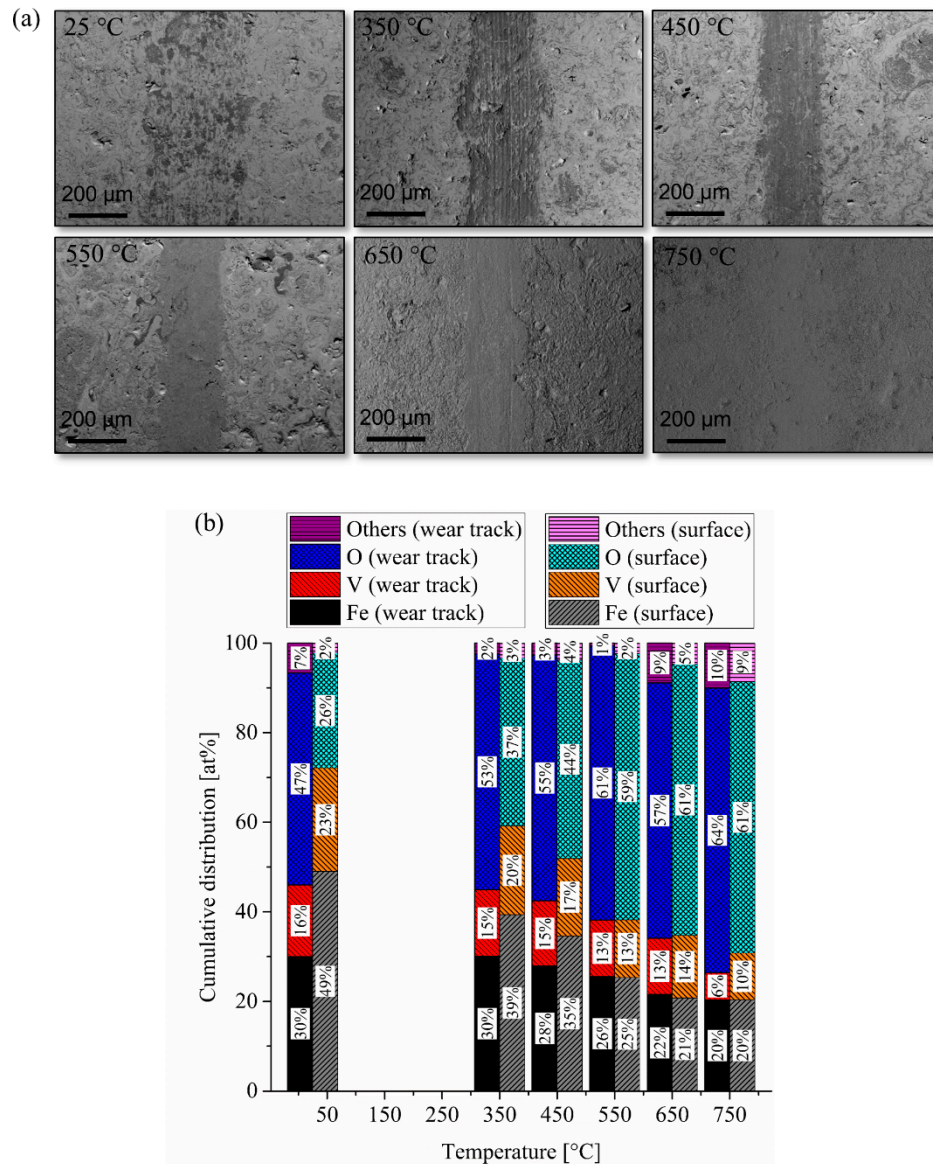 (a)
25 °C
350 °C
450 °C
200 µm
200 µm
200 µm
550 °C
650 °C
750 °C
200 µm
200 µm
200 µm
(b)
Others (wear track)
O (wear track)
V (wear track)
Fe (wear track)
Others (surface)
O (surface)
V (surface)
Fe (surface)
Cumulative distribution [at%]
100
80
60
40
20
0
7%
47%
16%
30%
2%
26%
23%
49%
2%
53%
15%
30%
3%
37%
20%
39%
3%
55%
15%
28%
4%
44%
17%
35%
1%
61%
13%
26%
2%
59%
13%
25%
9%
57%
13%
22%
5%
61%
14%
21%
10%
64%
6%
20%
9%
61%
10%
20%
50
150
250
350
450
550
650
750
Temperature [°C]